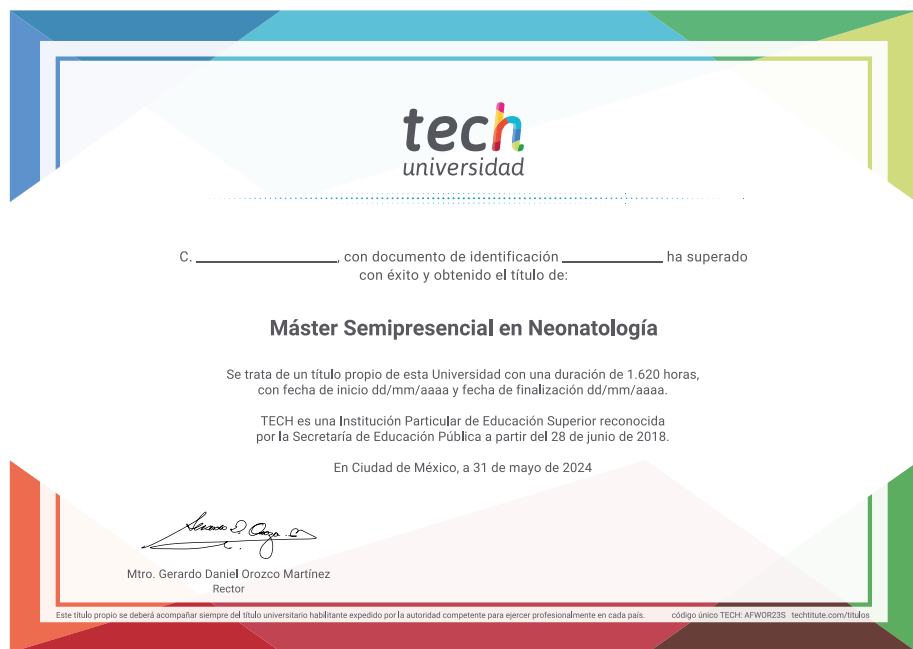 tech
universidad
C. , con documento de identificación ha superado
con éxito y obtenido el título de:
Máster Semipresencial en Neonatología
Se trata de un título propio de esta Universidad con una duración de 1.620 horas,
con fecha de inicio dd/mm/aaaa y fecha de finalización dd/mm/aaaa.
TECH es una Institución Particular de Educación Superior reconocida
por la Secretaría de Educación Pública a partir del 28 de junio de 2018.
En Ciudad de México, a 31 de mayo de 2024
Mtro. Gerardo Daniel Orozco Martínez
Rector
Este título propio se deberá acompañar siempre del título universitario habilitante expedido por la autoridad competente para ejercer profesionalmente en cada país. código único TECH: AFWOR23S techtitute.com/titulos